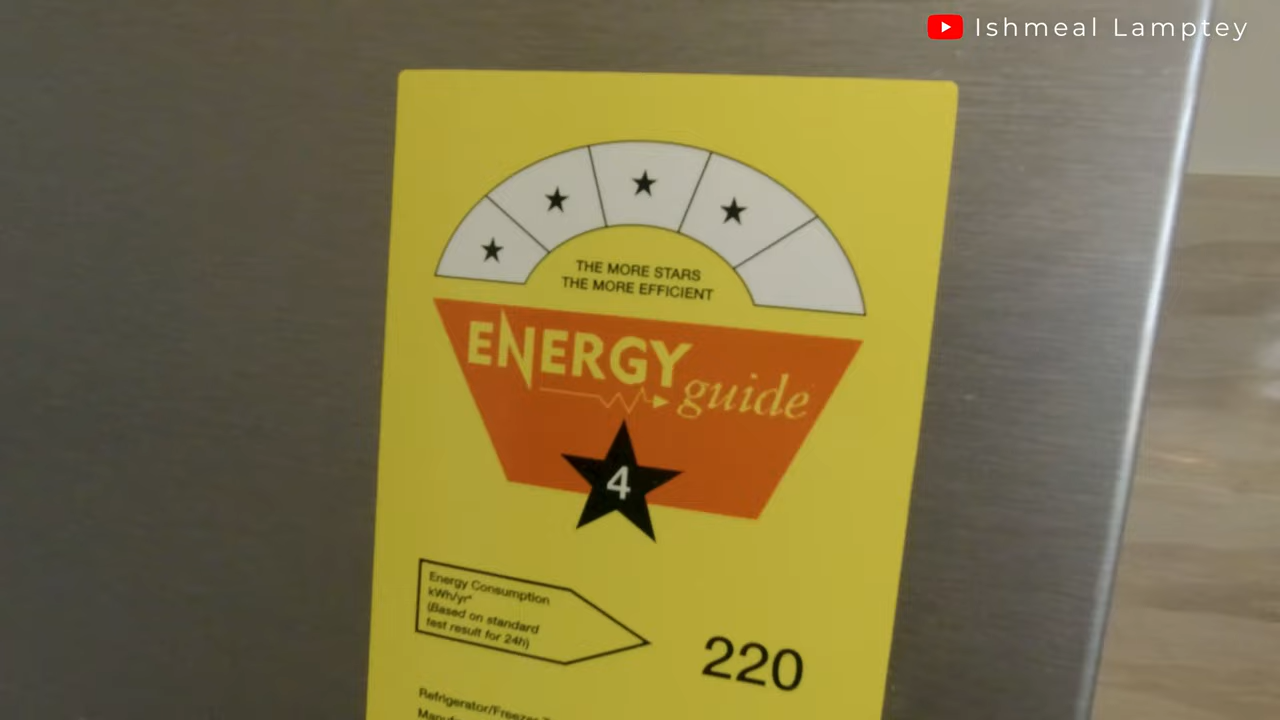 Ishmeal Lamptey
THE MORE STARS
THE MORE EFFICIENT
ENERGY guide
4
Energy Consumption
kWh/yr*
(Based on standard
test result for 24h)
220
Refrigerator/Freezer